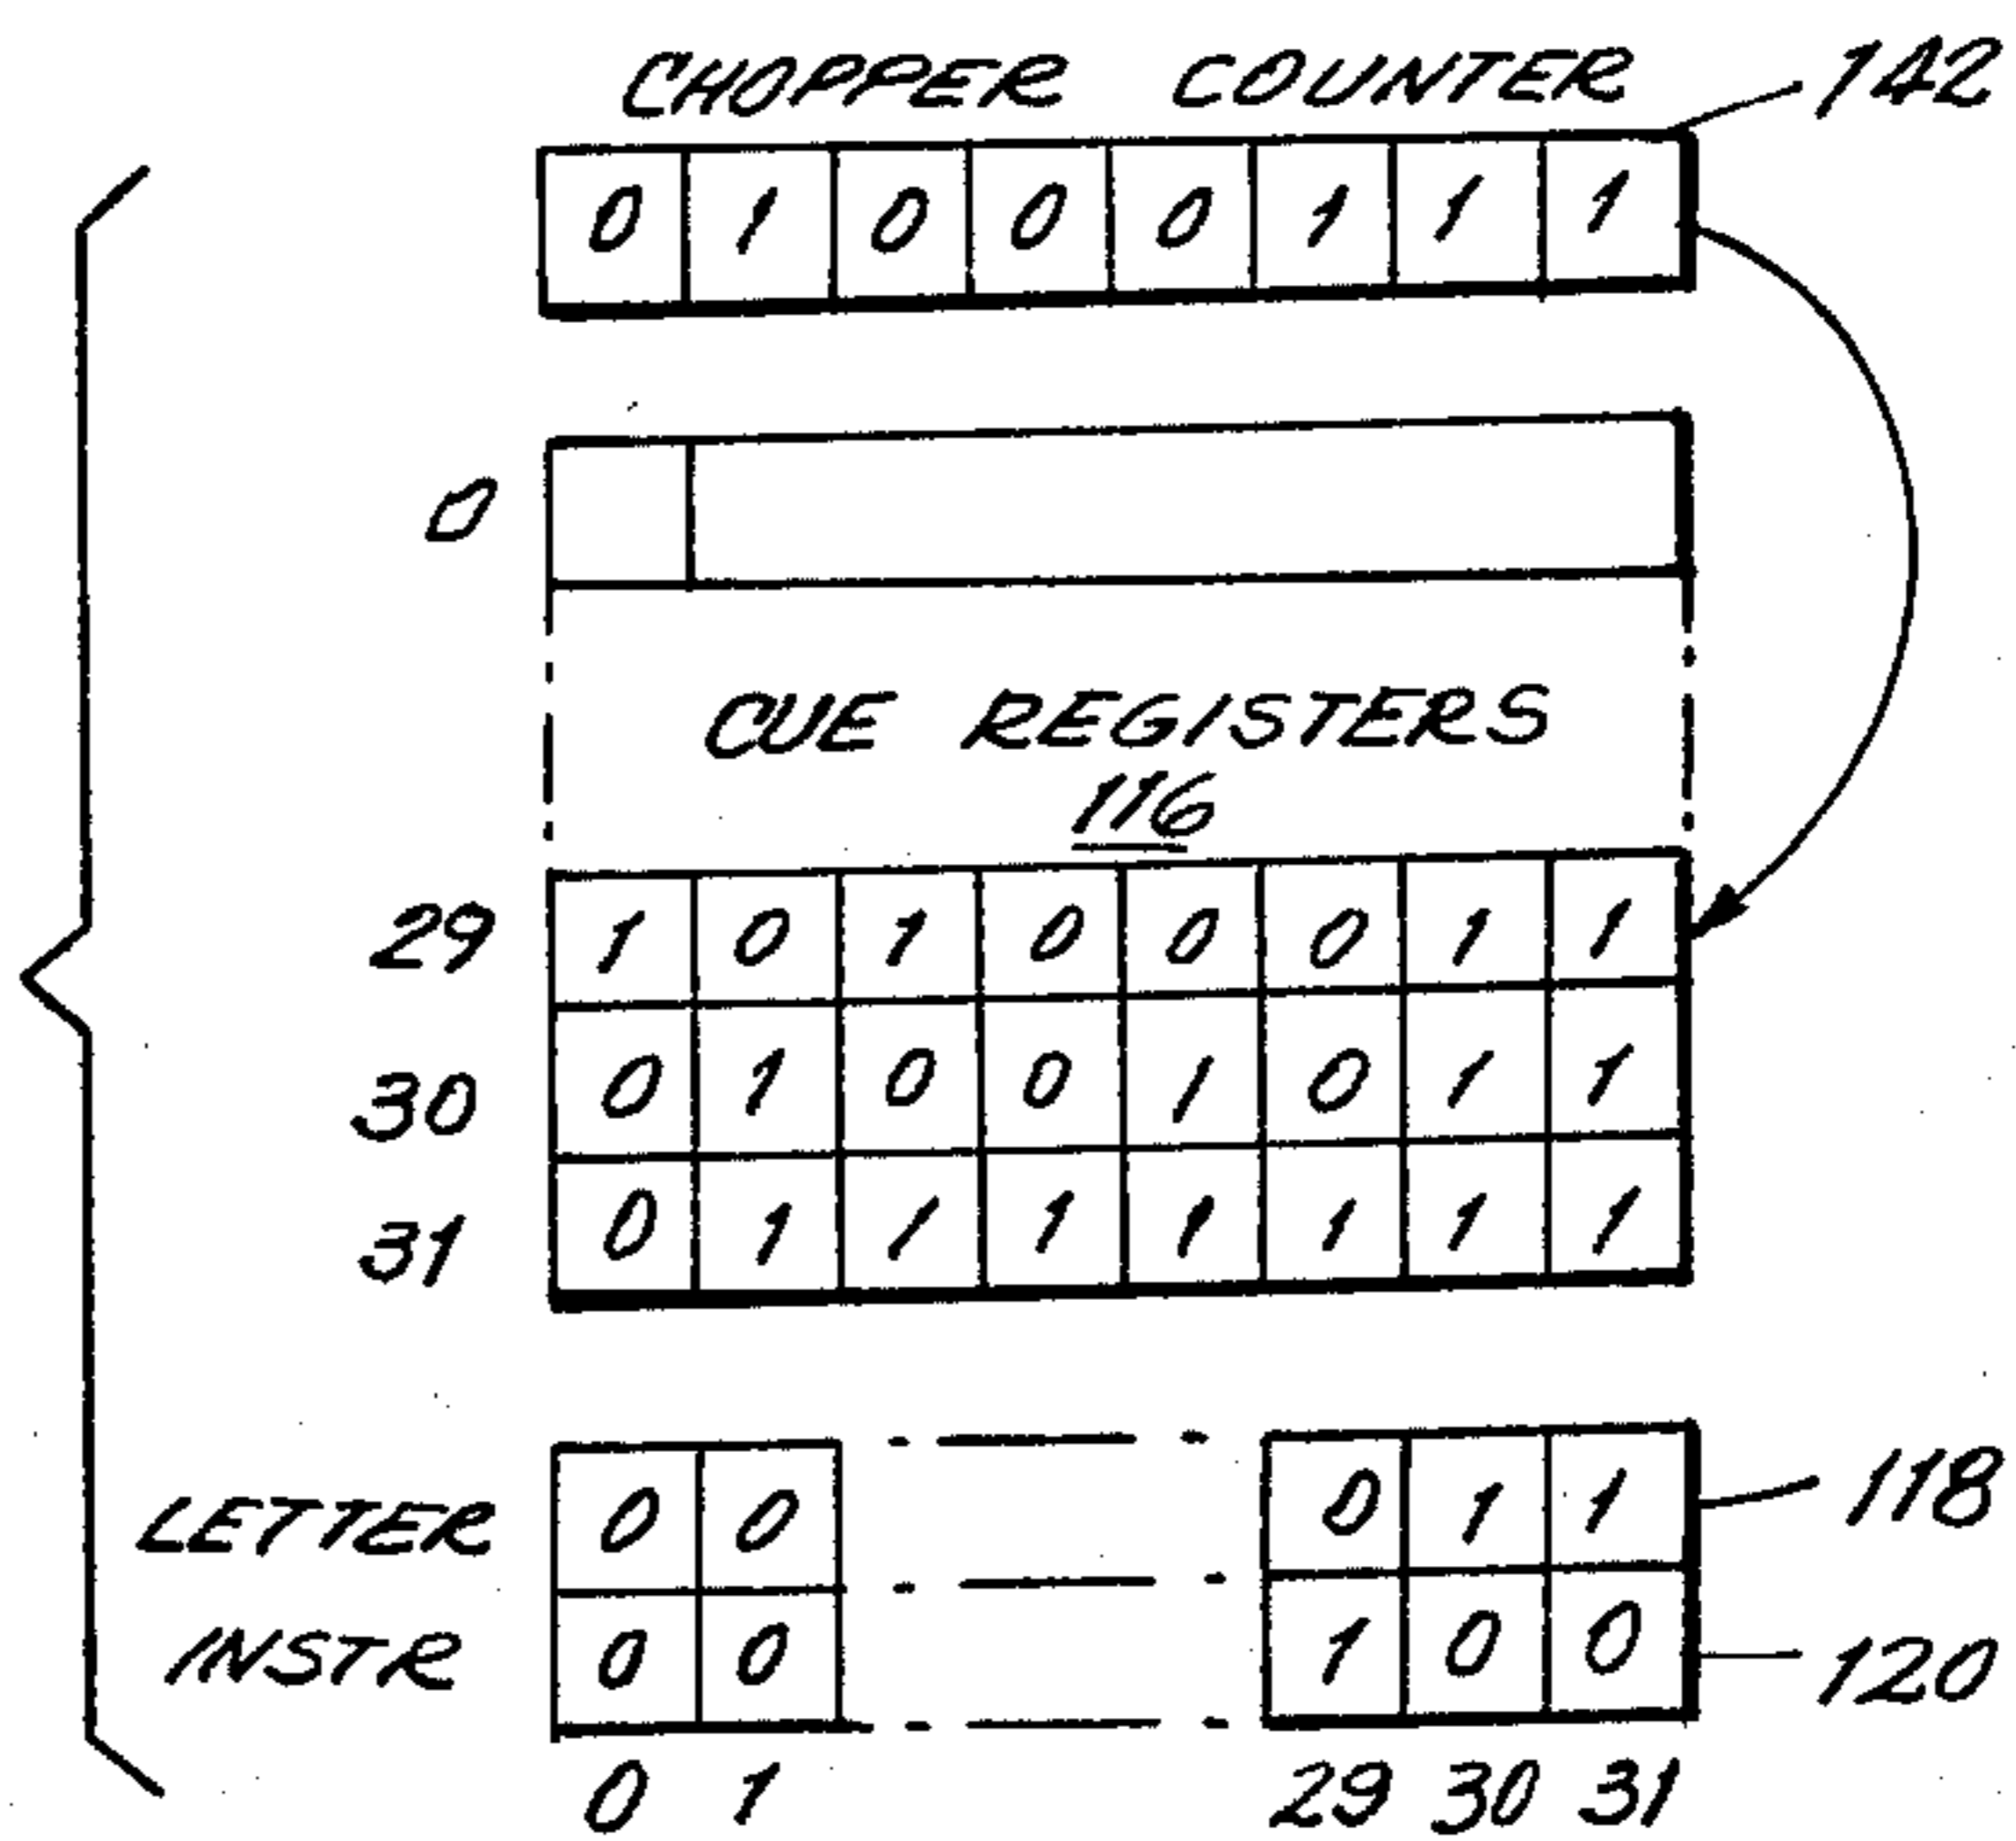 CHOPPER COUNTER 142
0 1 0 0 0 1 1 1
0
CUE REGISTERS
116
29 1 0 1 0 0 0 1 1
30 0 1 0 0 1 0 1 1
31 0 1 1 1 1 1 1 1
LETTER 0 0 0 1 1 118
INSTR 0 0 1 0 0 120
0 1 29 30 31